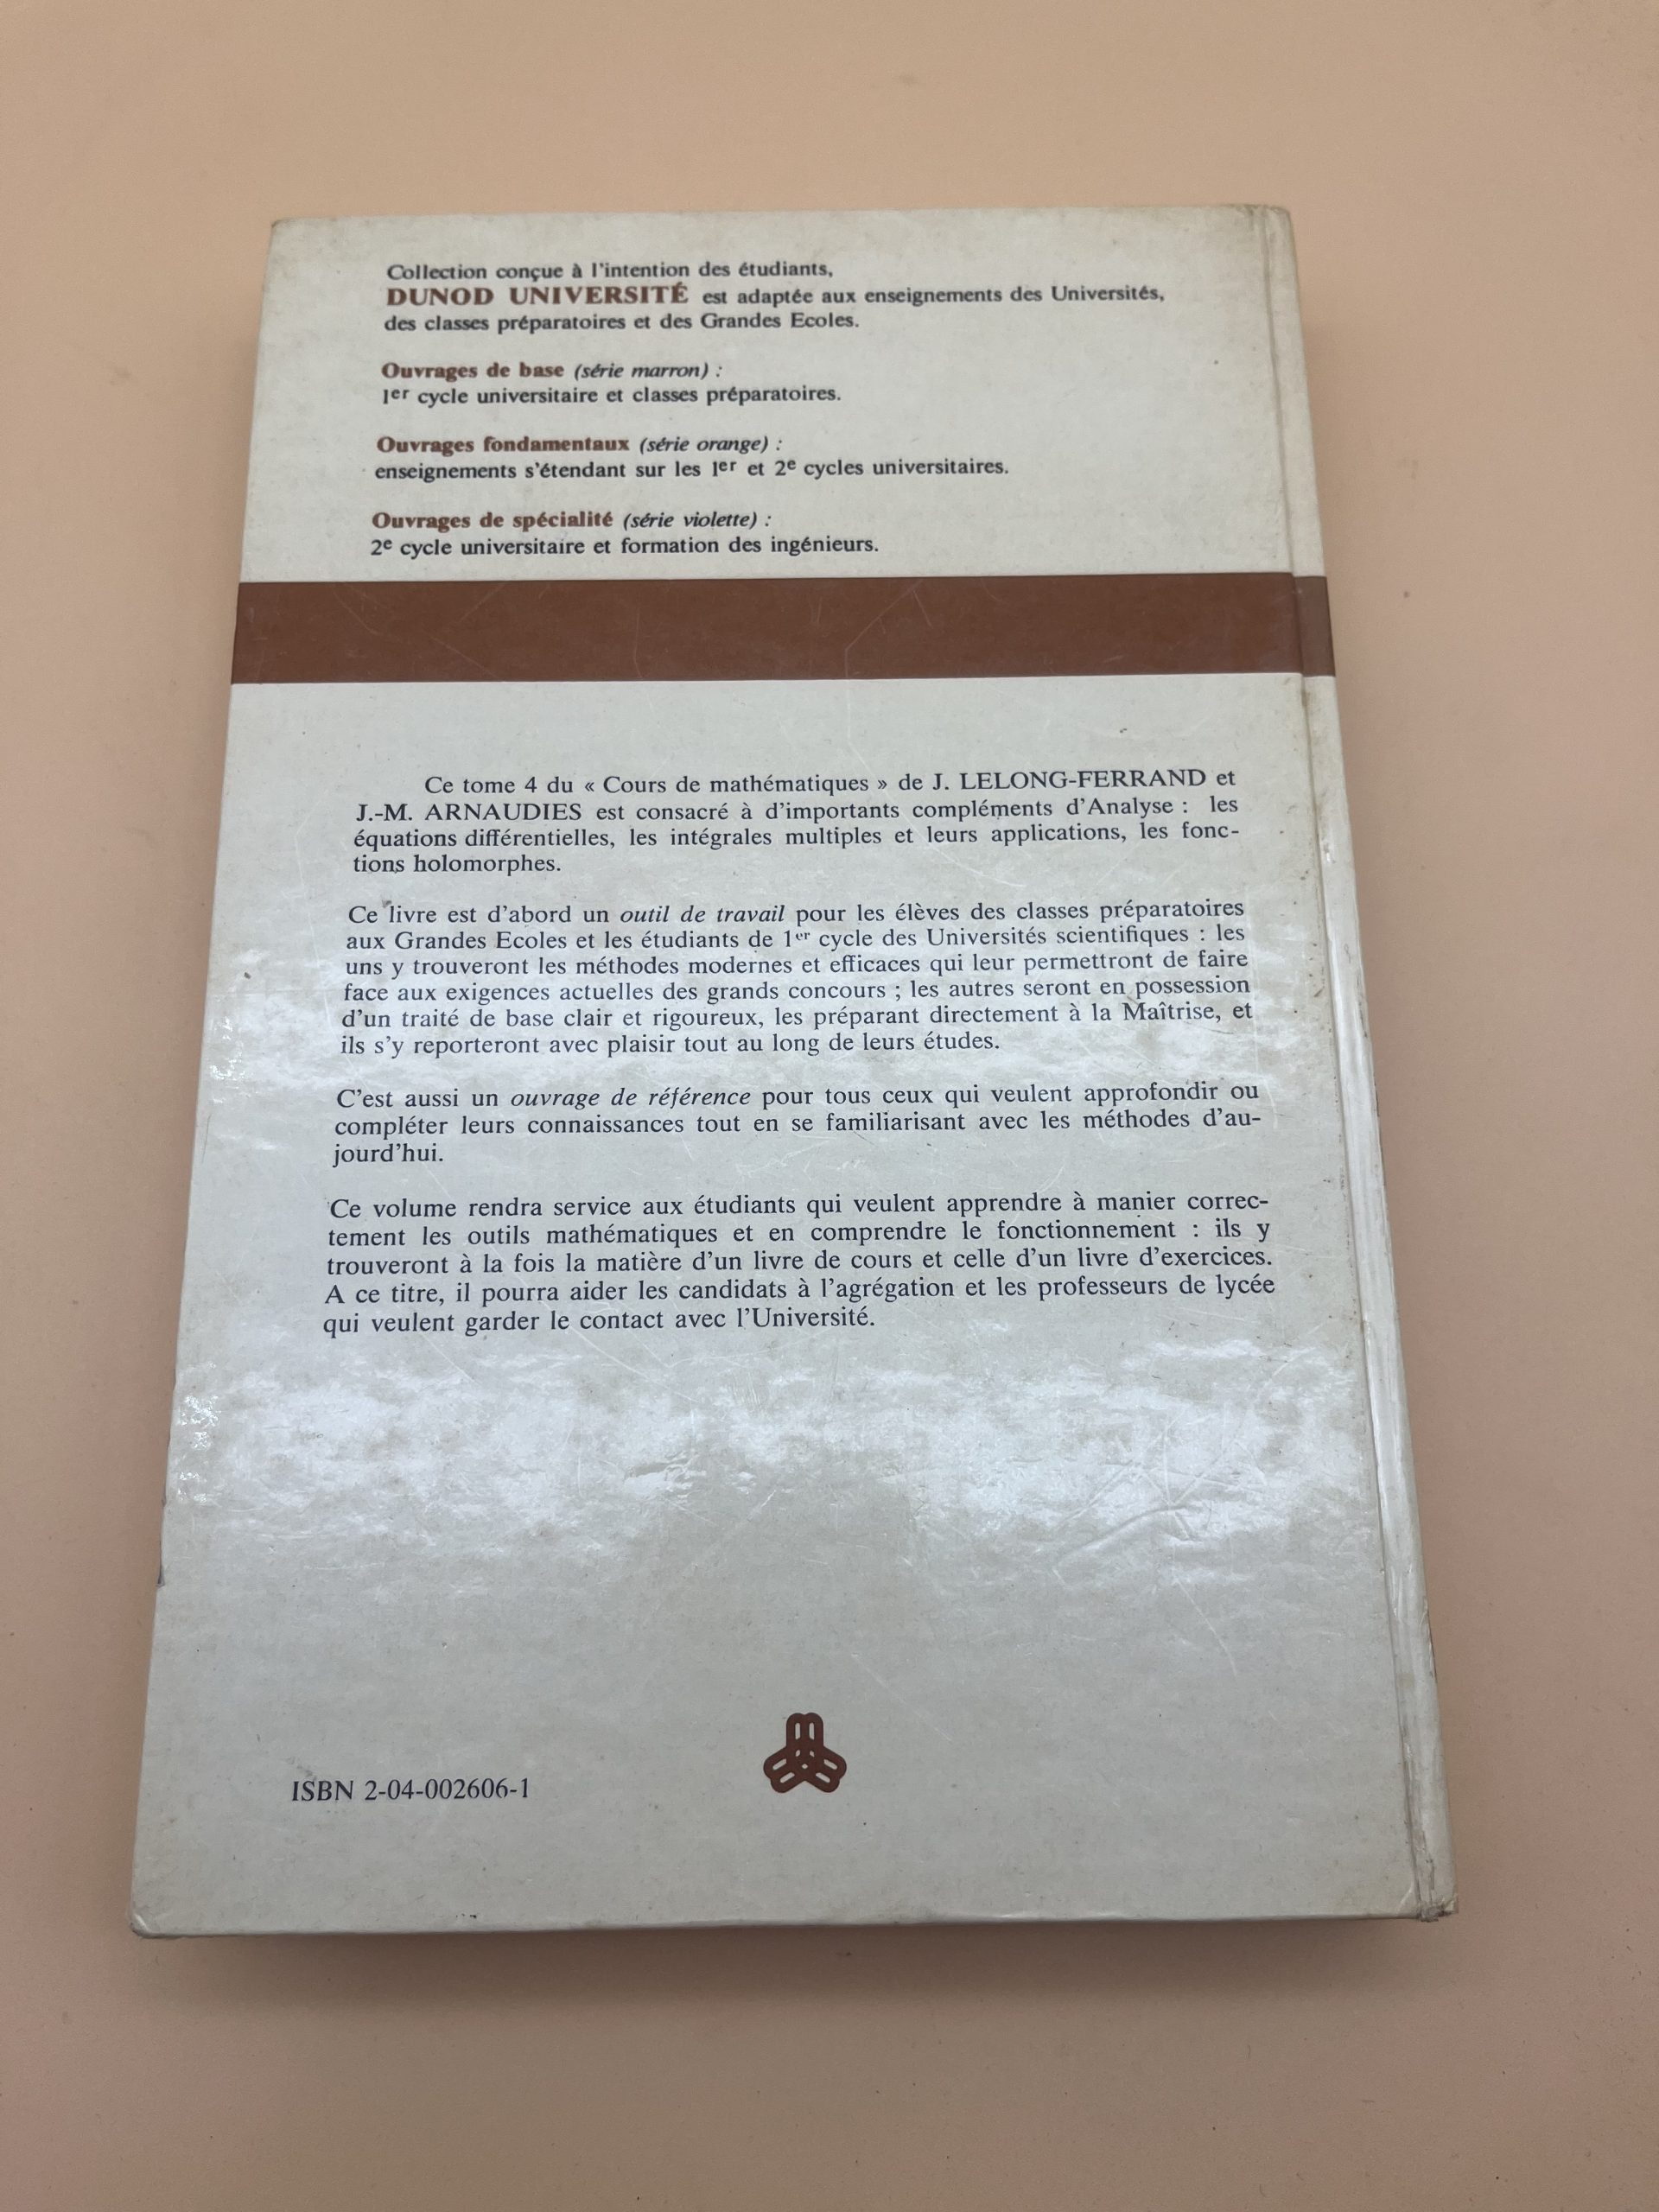 Collection conçue à l'intention des étudiants,
DUNOD UNIVERSITÉ est adaptée aux enseignements des Universités,
des classes préparatoires et des Grandes Ecoles.
Ouvrages de base (série marron) :
1er cycle universitaire et classes préparatoires.
Ouvrages fondamentaux (série orange) :
enseignements s'étendant sur les 1er et 2e cycles universitaires.
Ouvrages de spécialité (série violette) :
2e cycle universitaire et formation des ingénieurs.
Ce tome 4 du « Cours de mathématiques » de J. LELONG-FERRAND et
J.-M. ARNAUDIES est consacré à d'importants compléments d'Analyse : les
équations différentielles, les intégrales multiples et leurs applications, les fonc-
tions holomorphes.
Ce livre est d'abord un outil de travail pour les élèves des classes préparatoires
aux Grandes Ecoles et les étudiants de 1er cycle des Universités scientifiques : les
uns y trouveront les méthodes modernes et efficaces qui leur permettront de faire
face aux exigences actuelles des grands concours ; les autres seront en possession
d'un traité de base clair et rigoureux, les préparant directement à la Maîtrise, et
ils s'y reporteront avec plaisir tout au long de leurs études.
C'est aussi un ouvrage de référence pour tous ceux qui veulent approfondir ou
compléter leurs connaissances tout en se familiarisant avec les méthodes d'au-
jourd'hui.
Ce volume rendra service aux étudiants qui veulent apprendre à manier correc-
tement les outils mathématiques et en comprendre le fonctionnement : ils y
trouveront à la fois la matière d'un livre de cours et celle d'un livre d'exercices.
A ce titre, il pourra aider les candidats à l'agrégation et les professeurs de lycée
qui veulent garder le contact avec l'Université.
ISBN 2-04-002606-1